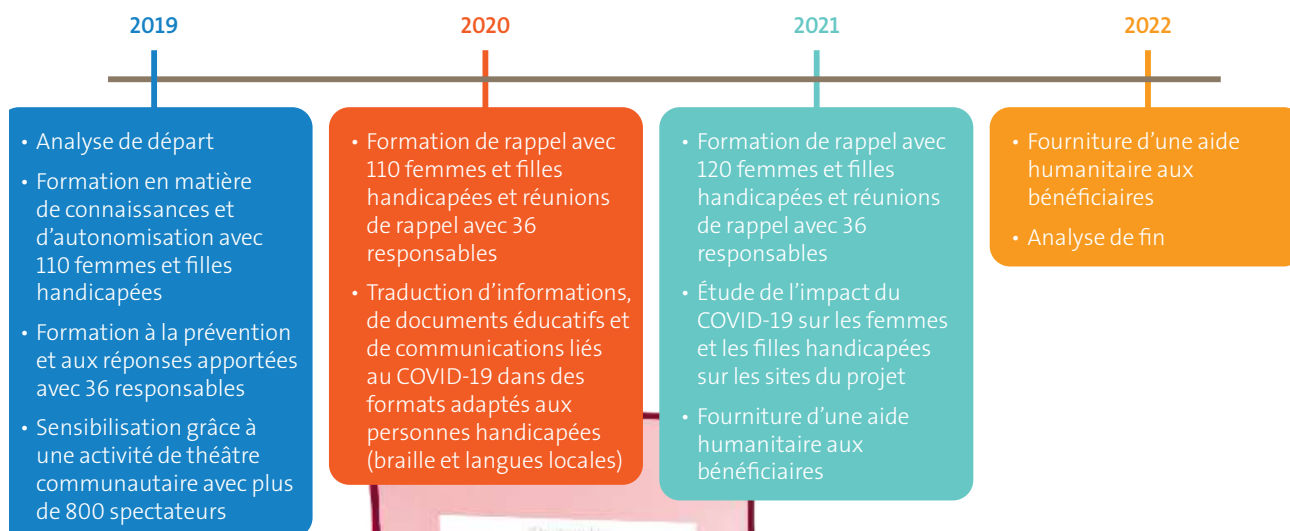 2019
2020
2021
2022
• Analyse de départ
• Formation en matière
de connaissances et
d’autonomisation avec
110 femmes et filles
handicapées
• Formation à la prévention
et aux réponses apportées
avec 36 responsables
• Sensibilisation grâce à
une activité de théâtre
communautaire avec plus
de 800 spectateurs
• Formation de rappel avec
110 femmes et filles
handicapées et réunions
de rappel avec 36
responsables
• Traduction d’informations,
de documents éducatifs et
de communications liés
au COVID-19 dans des
formats adaptés aux
personnes handicapées
(braille et langues locales)
• Formation de rappel avec
120 femmes et filles
handicapées et réunions
de rappel avec 36
responsables
• Étude de l’impact du
COVID-19 sur les femmes
et les filles handicapées
sur les sites du projet
• Fourniture d’une aide
humanitaire aux
bénéficiaires
• Fourniture d’une aide
humanitaire aux
bénéficiaires
• Analyse de fin